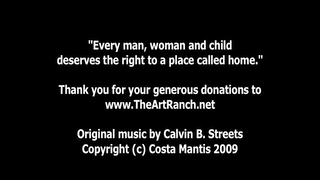 "Every man, woman and child
deserves the right to a place called home."
Thank you for your generous donations to
www.TheArtRanch.net
Original music by Calvin B. Streets
Copyright (c) Costa Mantis 2009